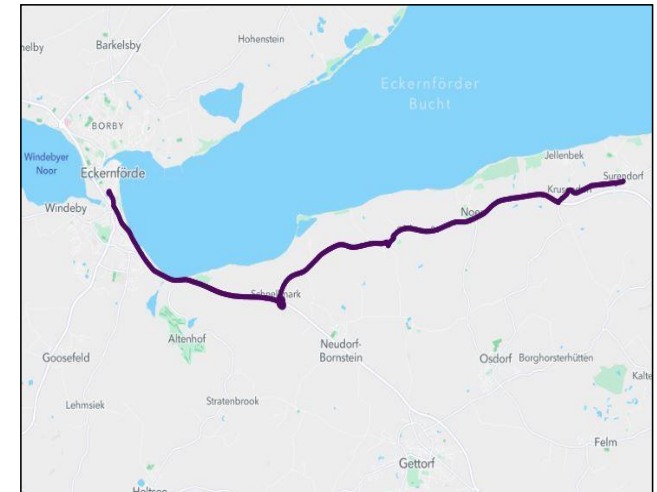 Hohenstein
Barkelsby
Eckernförder
Bucht
BORBY
Windebyer
Noor
Eckernförde
Jellenbek
Surendorf
Windeby
Altenhof
Neudorf-
Bornstein
Goosefeld
Osdorf
Borghorsterhütten
Lehmsiek
Stratenbrook
Felm
Gettorf